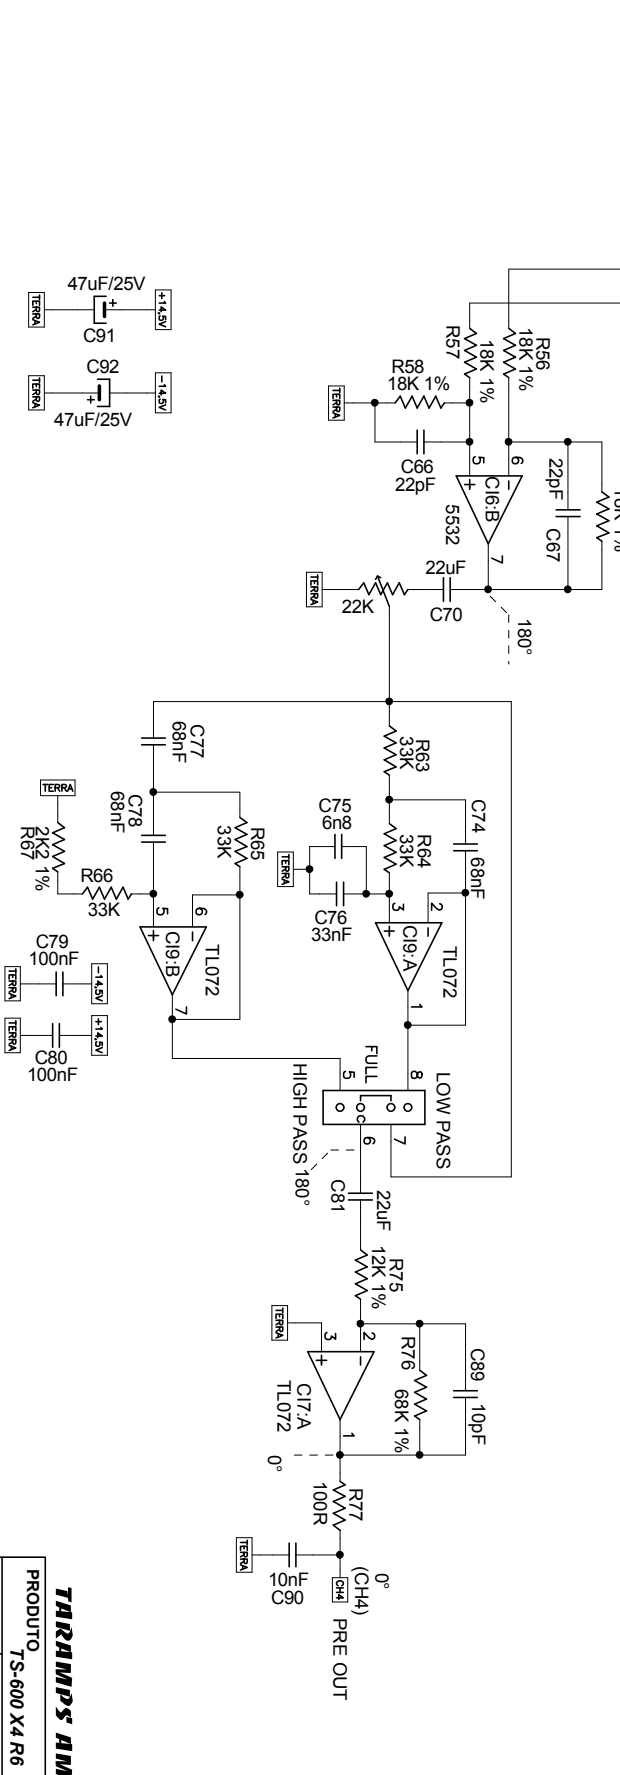 47uF/25V
TERRA
+
+14,5V
C91
C92
TERRA
+
-14,5V
47uF/25V
R57
18K 1%
R56
18K 1%
R58
18K 1%
TERRA
C66
22pF
5
6
+
-
CI6:B
5532
7
22pF
C67
22uF
C70
TERRA
22K
180°
C77
68nF
C78
68nF
R65
33K
TERRA
R67
2K2 1%
R66
33K
5
6
+
-
CI9:B
TL072
7
C79
100nF
TERRA
-14,5V
TERRA
+14,5V
C80
100nF
R63
33K
C74
68nF
C75
6n8
R64
33K
TERRA
C76
33nF
3
2
+
-
CI9:A
TL072
1
FULL
HIGH PASS
LOW PASS
5
8
C
6
7
180°
22uF
C81
R75
12K 1%
TERRA
3
2
+
-
CI7:A
TL072
1
R76
68K 1%
C89
10pF
0°
R77
100R
TERRA
10nF
C90
0°
(CH4)
CH4
PRE OUT
TARAMPS
PRODUTO
TS-600 X4 R6